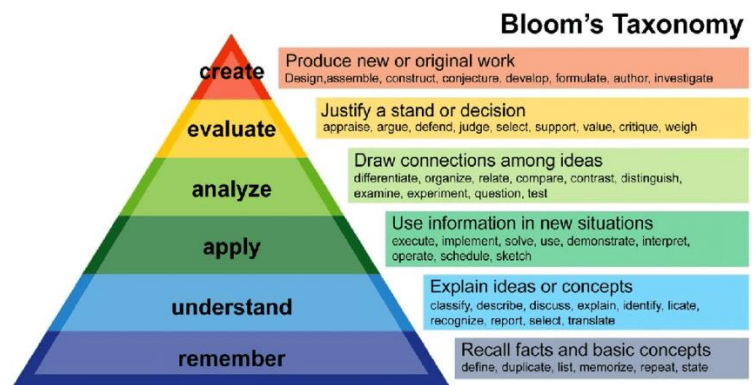 Bloom's Taxonomy
create
Produce new or original work
Design,assemble, construct, conjecture, develop, formulate, author, investigate
evaluate
Justify a stand or decision
appraise, argue, defend, judge, select, support, value, critique, weigh
analyze
Draw connections among ideas
differentiate, organize, relate, compare, contrast, distinguish,
examine, experiment, question, test
apply
Use information in new situations
execute, implement, solve, use, demonstrate, interpret,
operate, schedule, sketch
understand
Explain ideas or concepts
classify, describe, discuss, explain, identify, licate,
recognize, report, select, translate
remember
Recall facts and basic concepts
define, duplicate, list, memorize, repeat, state